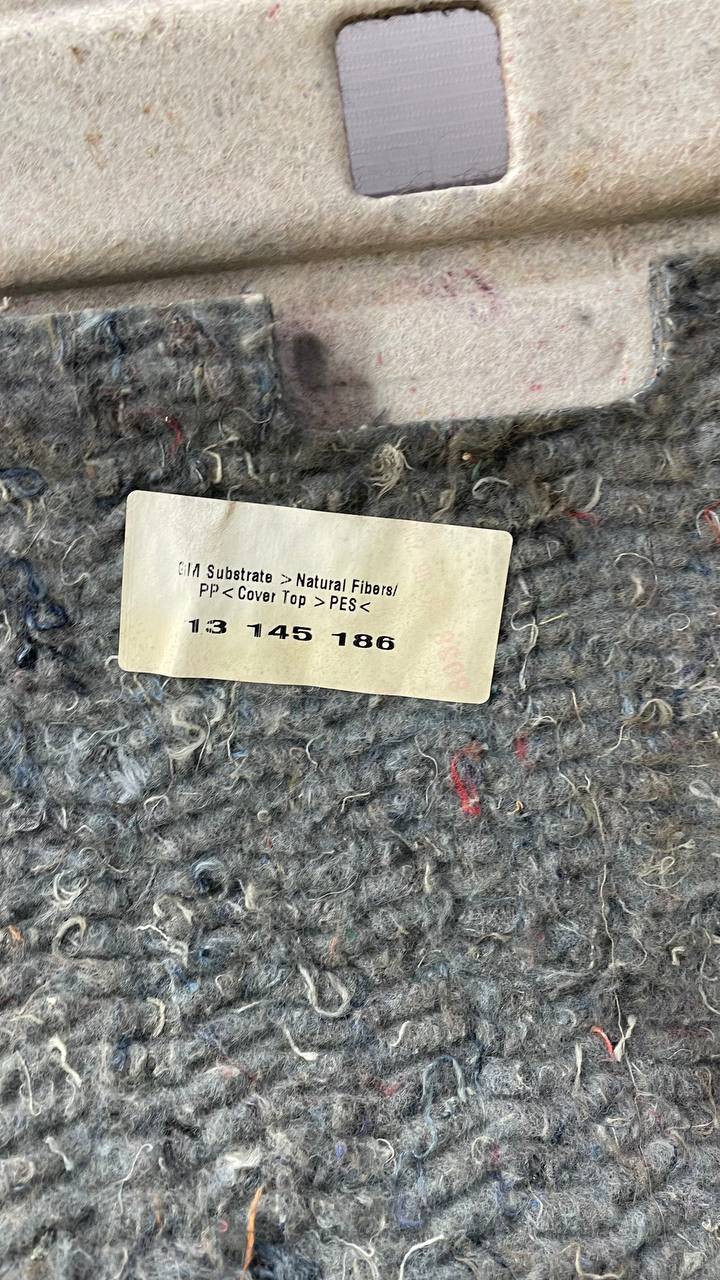 GM Substrate >Natural Fibers/
PP< Cover Top >PES<
13 145 186